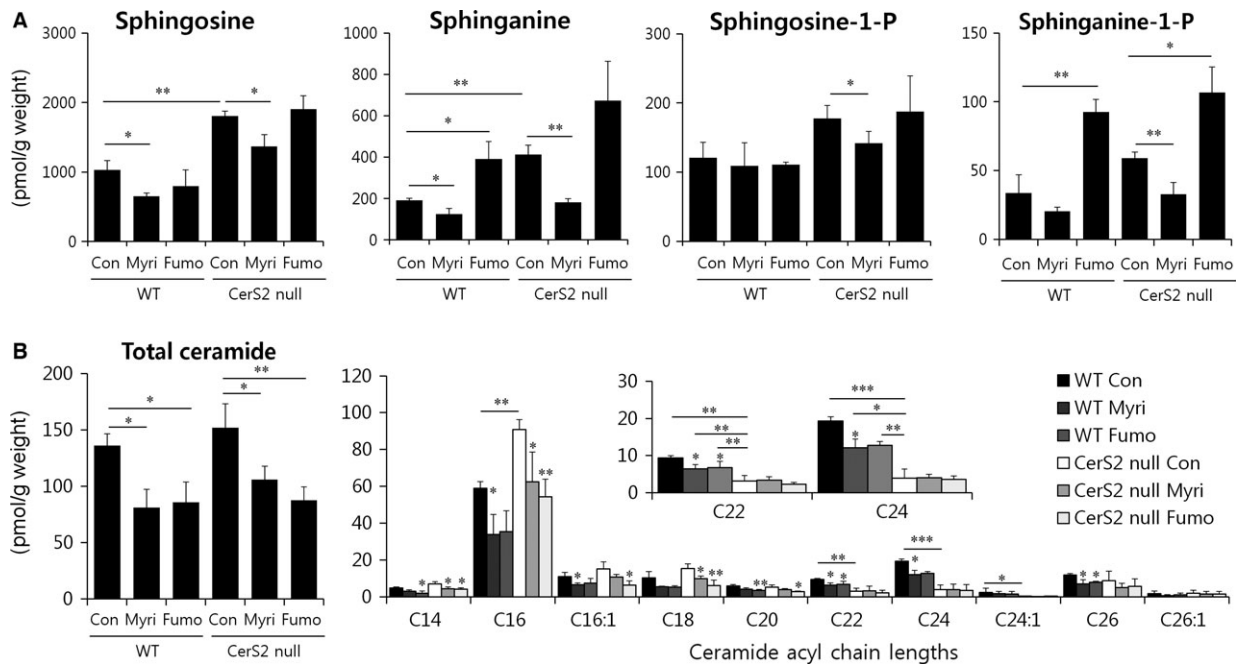 A
Sphingosine
Sphinganine
Sphingosine-1-P
Sphinganine-1-P
(pmol/g weight)
3000
2000
1000
0
**
*
*
Con Myri Fumo Con Myri Fumo
WT CerS2 null
1000
800
600
400
200
0
**
*
*
**
Con Myri Fumo Con Myri Fumo
WT CerS2 null
200
150
100
50
0
*
Con Myri Fumo Con Myri Fumo
WT CerS2 null
150
100
50
0
*
**
**
Con Myri Fumo Con Myri Fumo
WT CerS2 null
B
Total ceramide
(pmol/g weight)
200
150
100
50
0
**
*
*
*
Con Myri Fumo Con Myri Fumo
WT CerS2 null
120
100
80
60
40
20
0
* * *
** * * **
* *
* **
** *
** * *
*** *
*
* *
C14 C16 C16:1 C18 C20 C22 C24 C24:1 C26 C26:1
Ceramide acyl chain lengths
30
20
10
0
**
**
**
* *
***
*
**
*
C22 C24
WT Con
WT Myri
WT Fumo
CerS2 null Con
CerS2 null Myri
CerS2 null Fumo